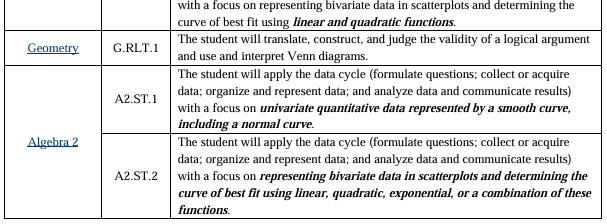 with a focus on representing bivariate data in scatterplots and determining the
curve of best fit using linear and quadratic functions.
Geometry
G.RLT.1
The student will translate, construct, and judge the validity of a logical argument
and use and interpret Venn diagrams.
Algebra 2
A2.ST.1
The student will apply the data cycle (formulate questions; collect or acquire
data; organize and represent data; and analyze data and communicate results)
with a focus on univariate quantitative data represented by a smooth curve,
including a normal curve.
A2.ST.2
The student will apply the data cycle (formulate questions; collect or acquire
data; organize and represent data; and analyze data and communicate results)
with a focus on representing bivariate data in scatterplots and determining the
curve of best fit using linear, quadratic, exponential, or a combination of these
functions.